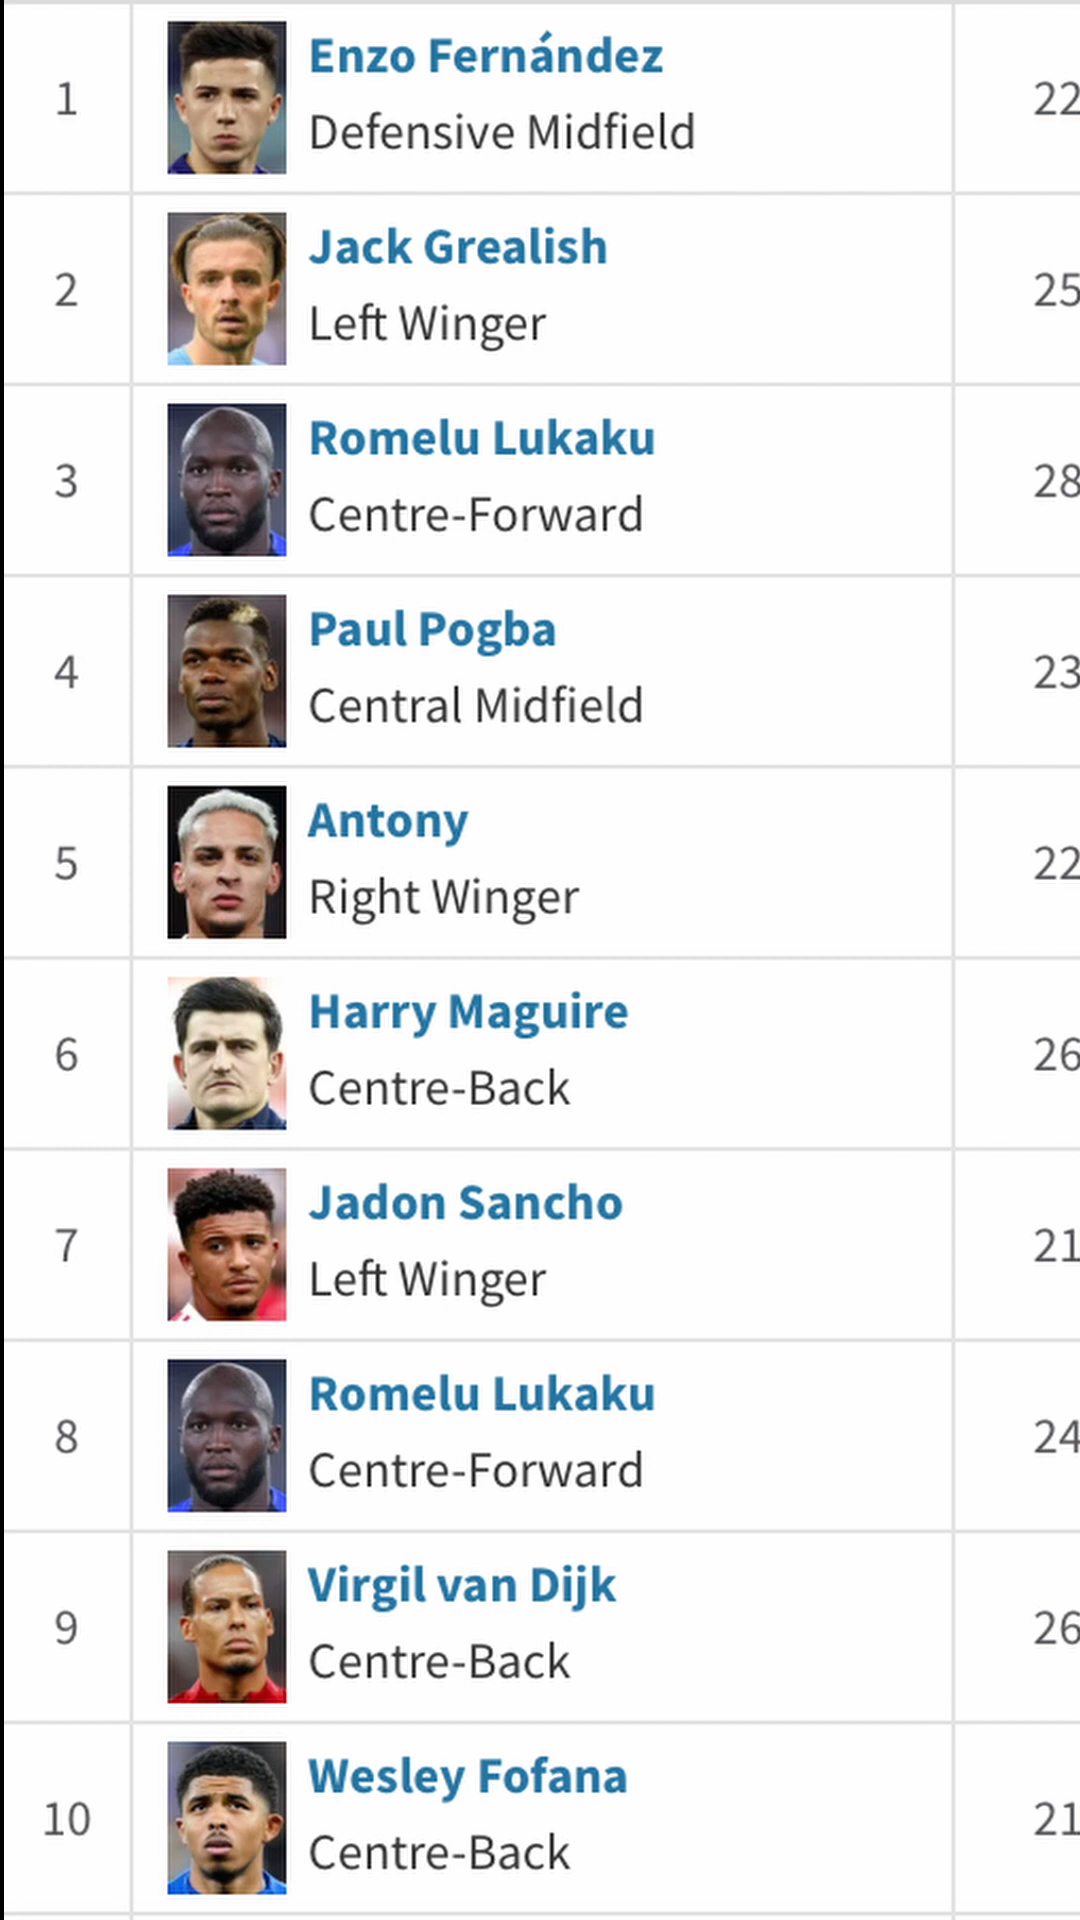 1
Enzo Fernández
Defensive Midfield
22
2
Jack Grealish
Left Winger
25
3
Romelu Lukaku
Centre-Forward
28
4
Paul Pogba
Central Midfield
23
5
Antony
Right Winger
22
6
Harry Maguire
Centre-Back
26
7
Jadon Sancho
Left Winger
21
8
Romelu Lukaku
Centre-Forward
24
9
Virgil van Dijk
Centre-Back
26
10
Wesley Fofana
Centre-Back
21